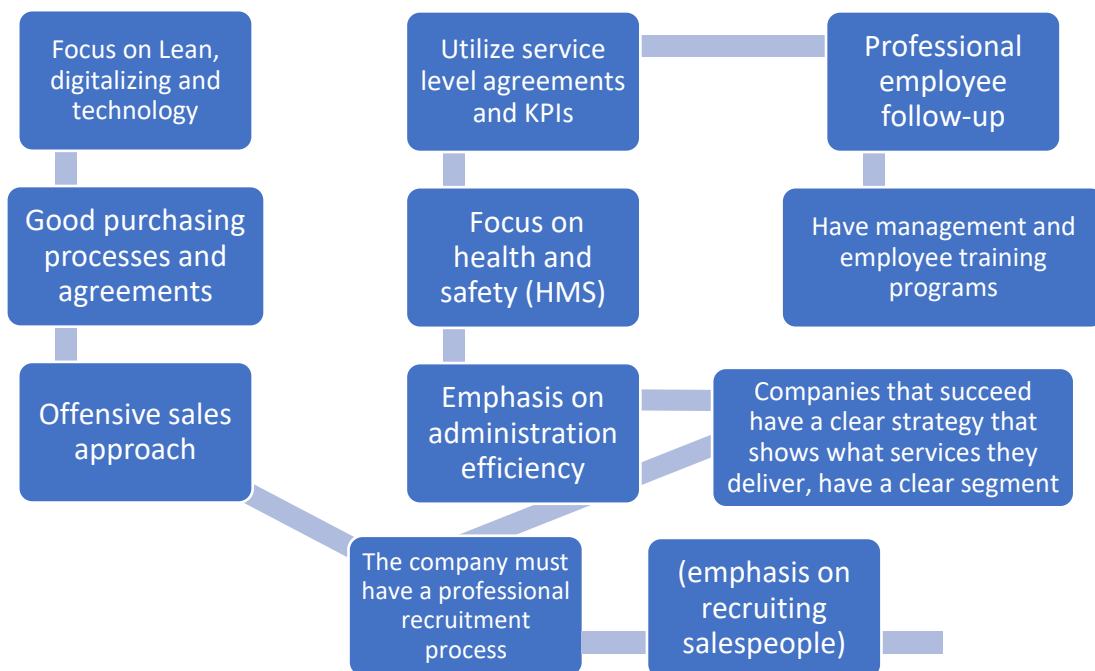 Focus on Lean,
digitalizing and
technology
Good purchasing
processes and
agreements
Offensive sales
approach
The company must
have a professional
recruitment
process
(emphasis on
recruiting
salespeople)
Companies that succeed
have a clear strategy that
shows what services they
deliver, have a clear segment
Emphasis on
administration
efficiency
Focus on
health and
safety (HMS)
Utilize service
level agreements
and KPIs
Professional
employee
follow-up
Have management and
employee training
programs